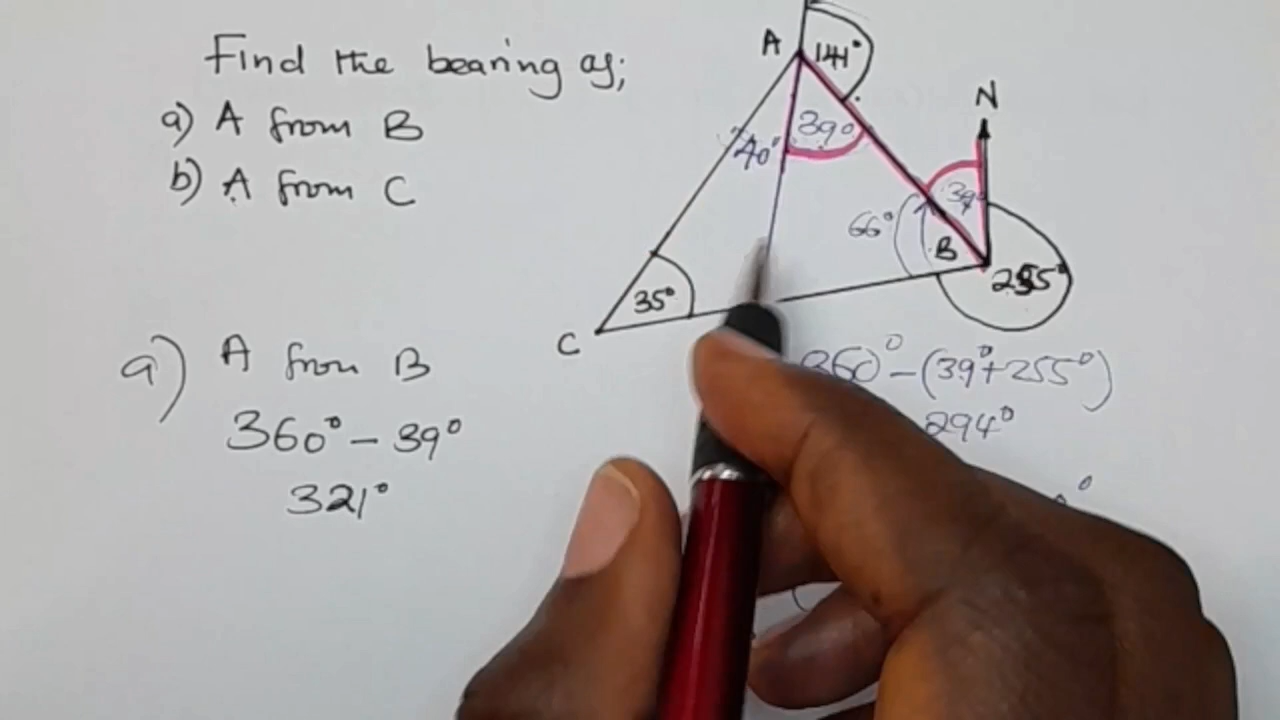 Find the bearing of;
a) A from B
b) A from C
A
141°
N
40°
39°
39°
66°
B
255°
35°
C
a) A from B
360° - 39°
321°
360° - (39° + 255°)
294°